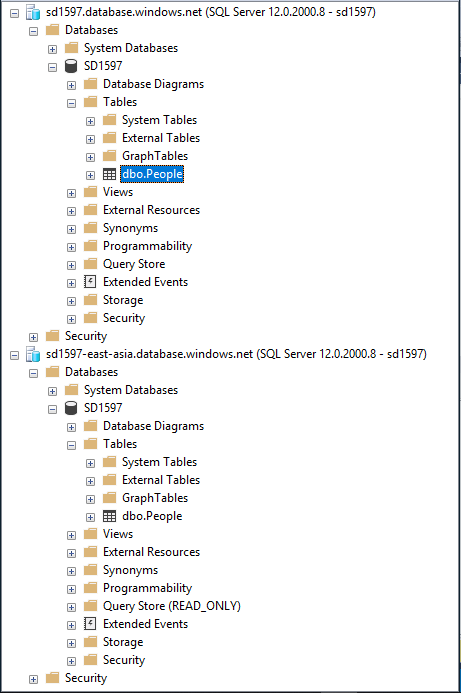 sd1597.database.windows.net (SQL Server 12.0.2000.8 - sd1597)
Databases
System Databases
SD1597
Database Diagrams
Tables
System Tables
External Tables
GraphTables
dbo.People
Views
External Resources
Synonyms
Programmability
Query Store
Extended Events
Storage
Security
Security
sd1597-east-asia.database.windows.net (SQL Server 12.0.2000.8 - sd1597)
Databases
System Databases
SD1597
Database Diagrams
Tables
System Tables
External Tables
GraphTables
dbo.People
Views
External Resources
Synonyms
Programmability
Query Store (READ_ONLY)
Extended Events
Storage
Security
Security